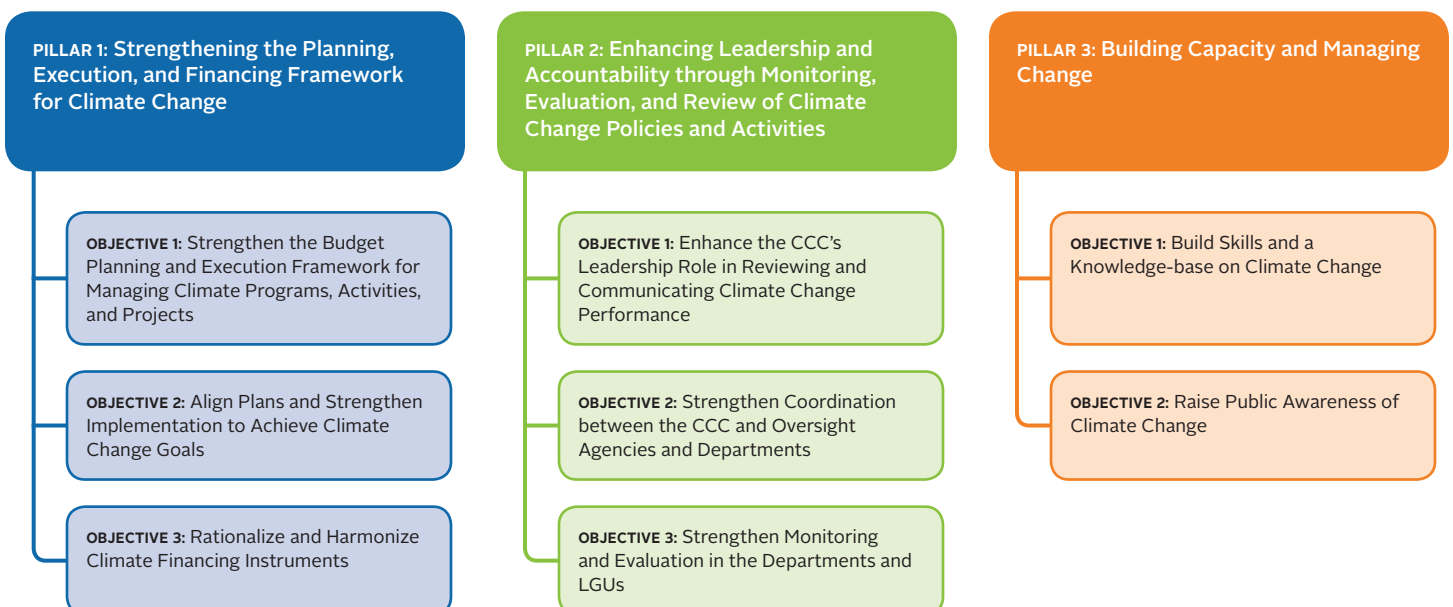 PILLAR 1: Strengthening the Planning,
Execution, and Financing Framework
for Climate Change
OBJECTIVE 1: Strengthen the Budget
Planning and Execution Framework for
Managing Climate Programs, Activities,
and Projects
OBJECTIVE 2: Align Plans and Strengthen
Implementation to Achieve Climate
Change Goals
OBJECTIVE 3: Rationalize and Harmonize
Climate Financing Instruments
PILLAR 2: Enhancing Leadership and
Accountability through Monitoring,
Evaluation, and Review of Climate
Change Policies and Activities
OBJECTIVE 1: Enhance the CCC’s
Leadership Role in Reviewing and
Communicating Climate Change
Performance
OBJECTIVE 2: Strengthen Coordination
between the CCC and Oversight
Agencies and Departments
OBJECTIVE 3: Strengthen Monitoring
and Evaluation in the Departments and
LGUs
PILLAR 3: Building Capacity and Managing
Change
OBJECTIVE 1: Build Skills and a
Knowledge-base on Climate Change
OBJECTIVE 2: Raise Public Awareness of
Climate Change